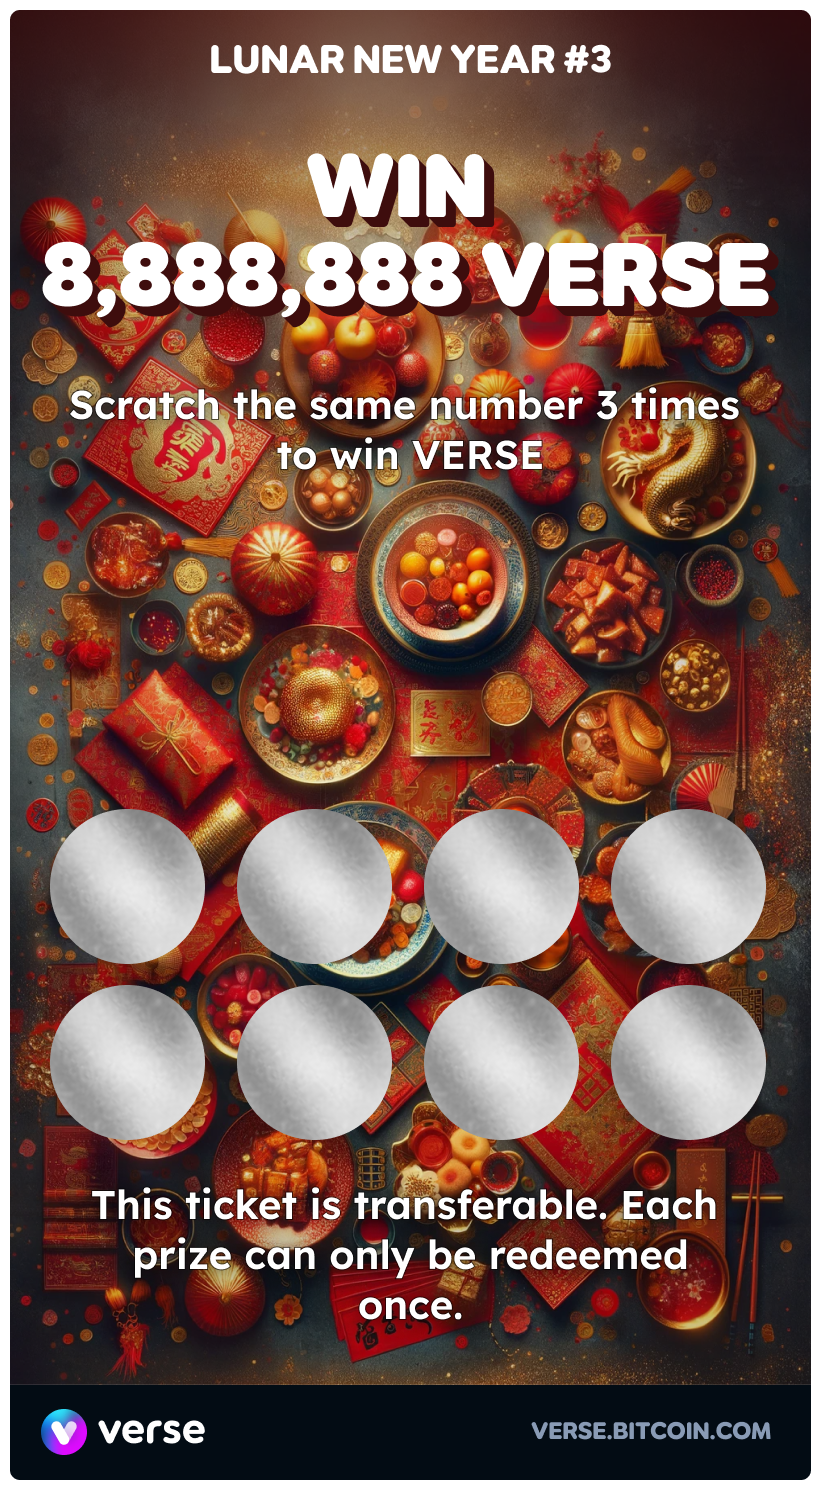 LUNAR NEW YEAR #3
WIN
8,888,888 VERSE
Scratch the same number 3 times
to win VERSE
This ticket is transferable. Each
prize can only be redeemed
once.
verse
VERSE.BITCOIN.COM